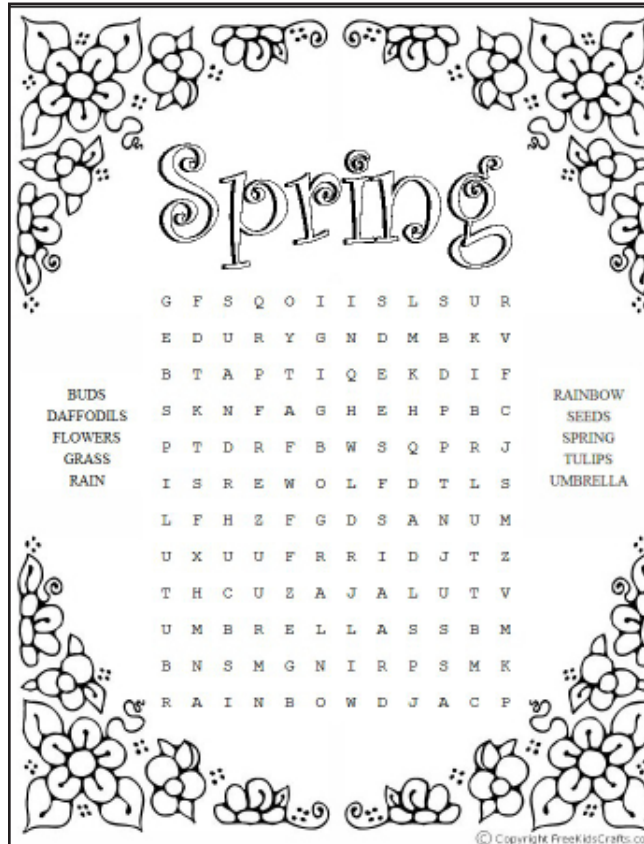 Spring
G F S Q O I I S L S U R
E D U R Y G N D M B K V
B T A P T I Q E K D I F
S K N F A G H E H P B C
P T D R F B W S Q P R J
I S R E W O L F D T L S
L F H Z F G D S A N U M
U X U U F R R I D J T Z
T H C U Z A J A L U T V
U M B R E L L A S S B M
B N S M G N I R P S M K
R A I N B O W D J A C P
BUDS
DAFFODILS
FLOWERS
GRASS
RAIN
RAINBOW
SEEDS
SPRING
TULIPS
UMBRELLA
© Copyright FreeKidsCrafts.co